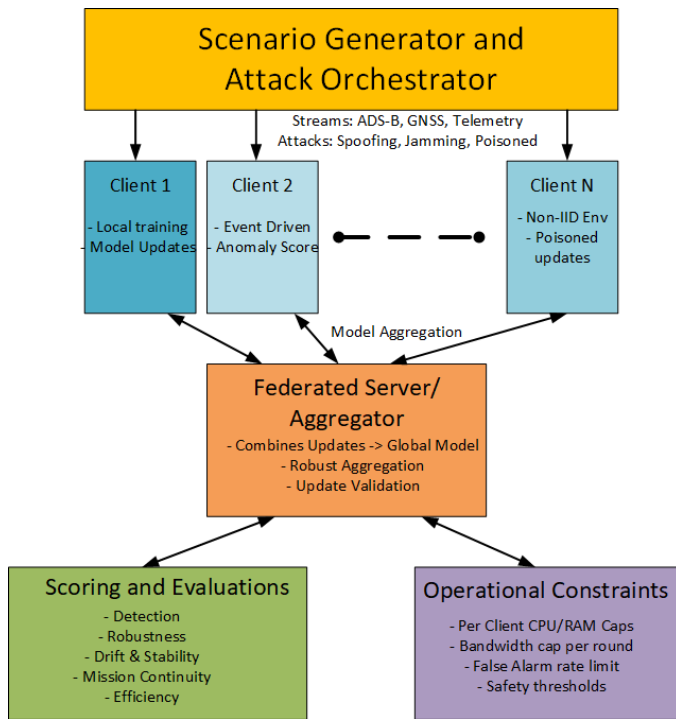 Scenario Generator and
Attack Orchestrator
Streams: ADS-B, GNSS, Telemetry
Attacks: Spoofing, Jamming, Poisoned
Client 1
- Local training
- Model Updates
Client 2
- Event Driven
- Anomaly Score
Client N
- Non-IID Env
- Poisoned
updates
Model Aggregation
Federated Server/
Aggregator
- Combines Updates -> Global Model
- Robust Aggregation
- Update Validation
Scoring and Evaluations
- Detection
- Robustness
- Drift & Stability
- Mission Continuity
- Efficiency
Operational Constraints
- Per Client CPU/RAM Caps
- Bandwidth cap per round
- False Alarm rate limit
- Safety thresholds